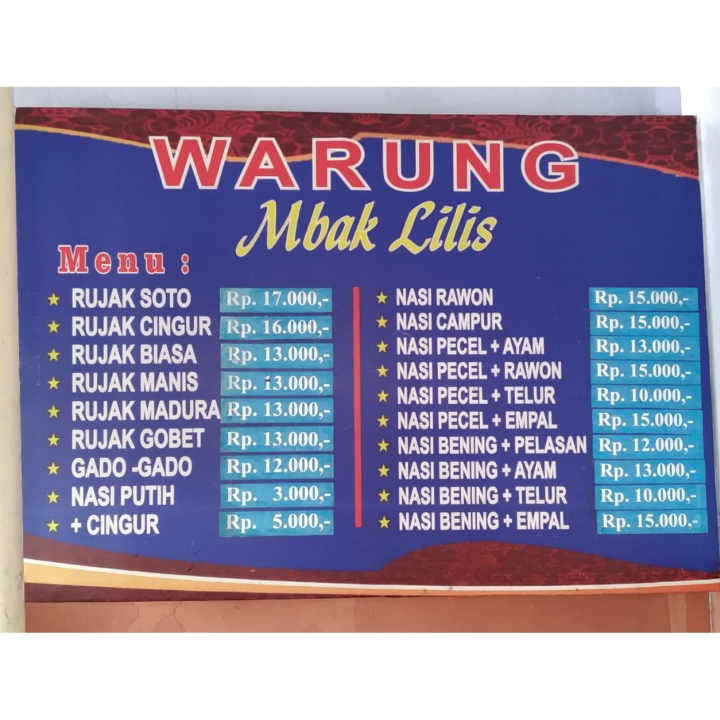 WARUNG
Mbak Lilis
Menu :
★ RUJAK SOTO Rp. 17.000,-
★ RUJAK CINGUR Rp. 16.000,-
★ RUJAK BIASA Rp. 13.000,-
★ RUJAK MANIS Rp. 13.000,-
★ RUJAK MADURA Rp. 13.000,-
★ RUJAK GOBET Rp. 13.000,-
★ GADO -GADO Rp. 12.000,-
★ NASI PUTIH Rp. 3.000,-
★ + CINGUR Rp. 5.000,-
★ NASI RAWON Rp. 15.000,-
★ NASI CAMPUR Rp. 15.000,-
★ NASI PECEL + AYAM Rp. 13.000,-
★ NASI PECEL + RAWON Rp. 15.000,-
★ NASI PECEL + TELUR Rp. 10.000,-
★ NASI PECEL + EMPAL Rp. 15.000,-
★ NASI BENING + PELASAN Rp. 12.000,-
★ NASI BENING + AYAM Rp. 13.000,-
★ NASI BENING + TELUR Rp. 10.000,-
★ NASI BENING + EMPAL Rp. 15.000,-